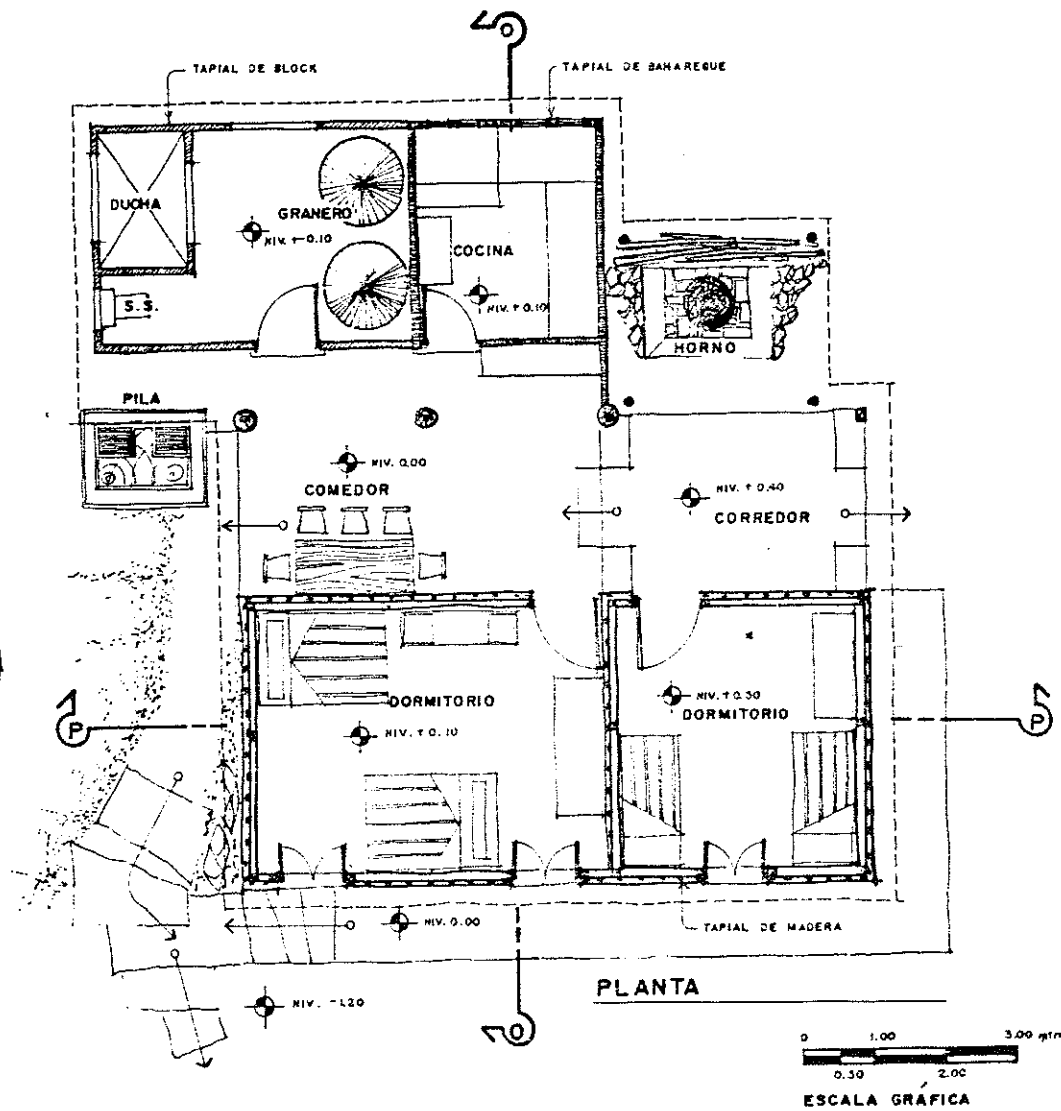 O
TAPIAL DE BLOCK
TAPIAL DE BAHAREQUE
DUCHA
GRANERO
NIV. +0.10
COCINA
NIV. +0.10
S.S.
HORNO
PILA
NIV. 0.00
COMEDOR
NIV. +0.40
CORREDOR
NIV. +0.50
DORMITORIO
DORMITORIO
NIV. +0.10
P
P
NIV. 0.00
TAPIAL DE MADERA
PLANTA
NIV. -1.20
O
0 1.00 3.00 mtrs
0.50 2.00
ESCALA GRÁFICA